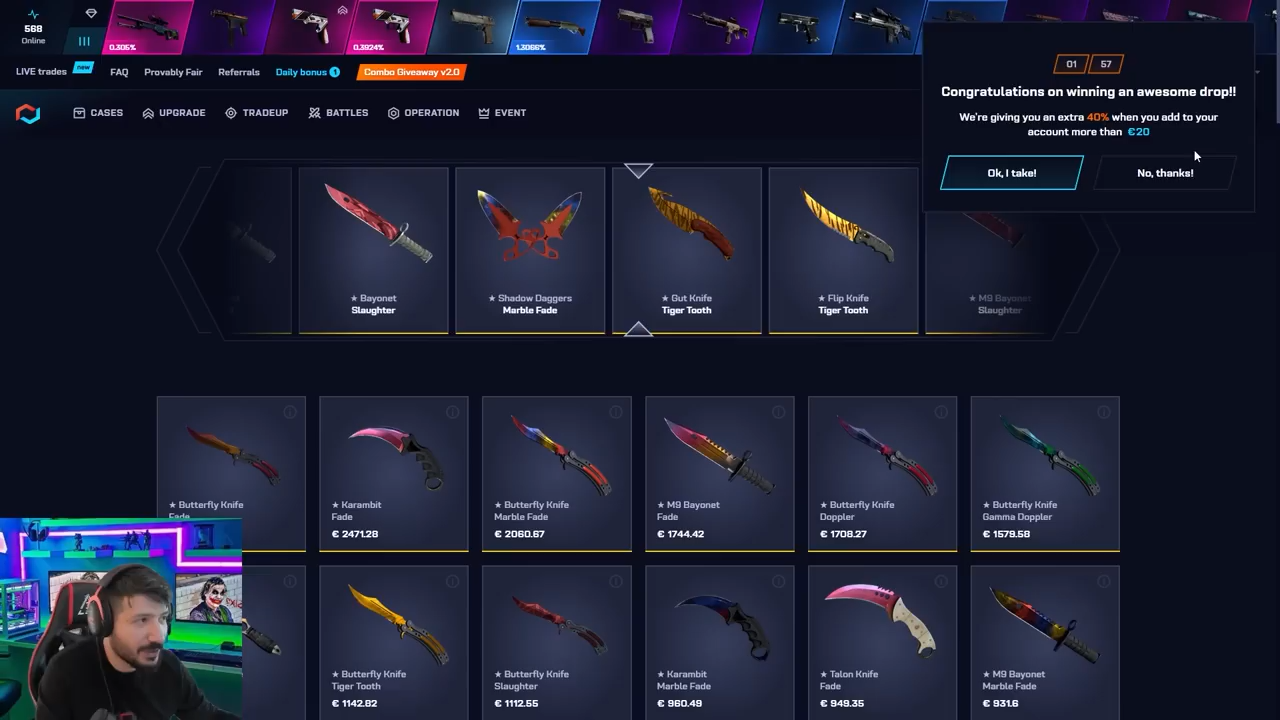 568
Online
0.305%
0.3924%
1.3066%
LIVE trades
new
FAQ
Provably Fair
Referrals
Daily bonus 1
Combo Giveaway v2.0
01 57
Congratulations on winning an awesome drop!!
We're giving you an extra 40% when you add to your
account more than €20
Ok, I take!
No, thanks!
CASES
UPGRADE
TRADEUP
BATTLES
OPERATION
EVENT
★ Bayonet
Slaughter
★ Shadow Daggers
Marble Fade
★ Gut Knife
Tiger Tooth
★ Flip Knife
Tiger Tooth
★ M9 Bayonet
Slaughter
★ Butterfly Knife
Fade
★ Karambit
Fade
€ 2471.28
★ Butterfly Knife
Marble Fade
€ 2060.67
★ M9 Bayonet
Fade
€ 1744.42
★ Butterfly Knife
Doppler
€ 1708.27
★ Butterfly Knife
Gamma Doppler
€ 1579.58
★ Butterfly Knife
Tiger Tooth
€ 1142.82
★ Butterfly Knife
Slaughter
€ 1112.55
★ Karambit
Marble Fade
€ 960.49
★ Talon Knife
Fade
€ 949.35
★ M9 Bayonet
Marble Fade
€ 931.6